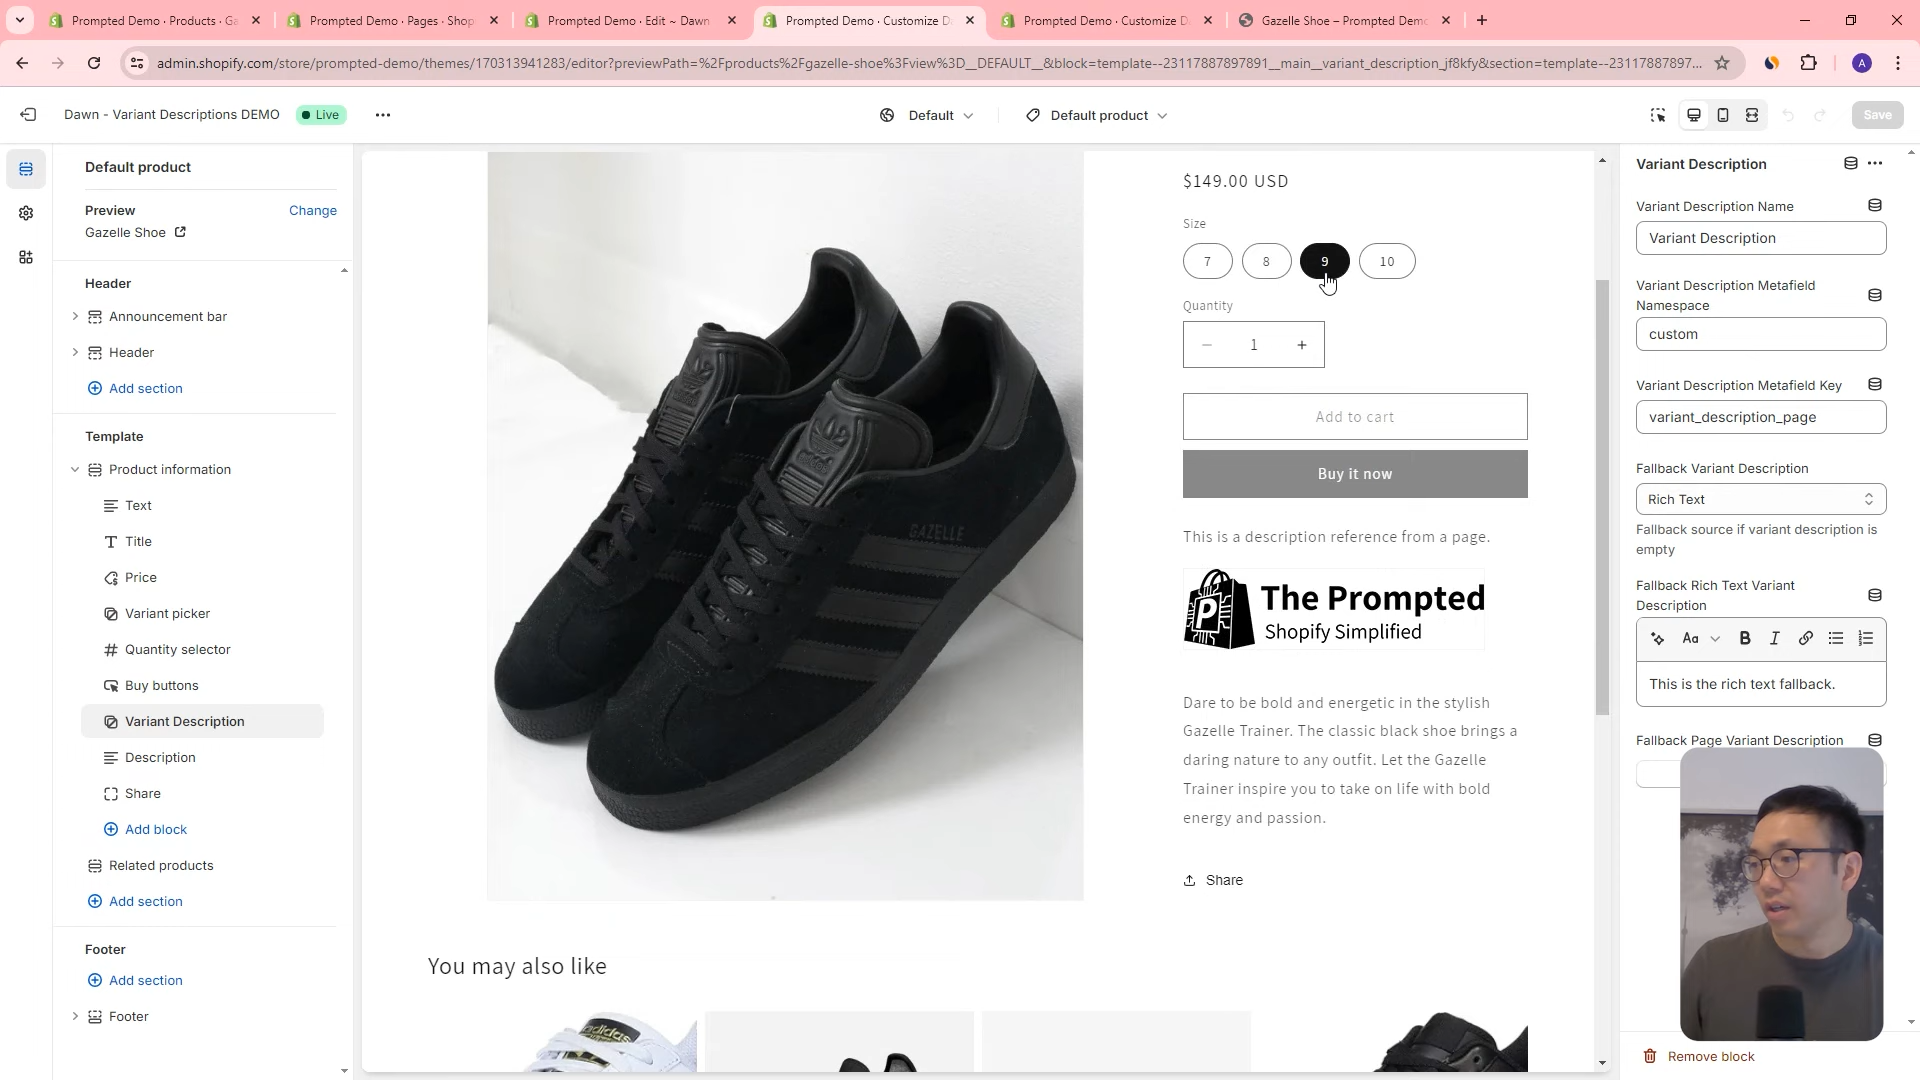 Prompted Demo · Products · Ga
Prompted Demo · Pages · Shop
Prompted Demo · Edit ~ Dawn
Prompted Demo · Customize D
Prompted Demo · Customize D
Gazelle Shoe – Prompted Demo
admin.shopify.com/store/prompted-demo/themes/170313941283/editor?previewPath=%2Fproducts%2Fgazelle-shoe%3Fview%3D__DEFAULT__&block=template--23117887897891__main__variant_description_jf8kfy&section=template--23117887897...
A
Dawn - Variant Descriptions DEMO
Live
Default
Default product
Save
Default product
Preview
Change
Gazelle Shoe
Header
Announcement bar
Header
Add section
Template
Product information
Text
Title
Price
Variant picker
Quantity selector
Buy buttons
Variant Description
Description
Share
Add block
Related products
Add section
Footer
Add section
Footer
GAZELLE
$149.00 USD
Size
7
8
9
10
Quantity
1
Add to cart
Buy it now
This is a description reference from a page.
P
The Prompted
Shopify Simplified
Dare to be bold and energetic in the stylish
Gazelle Trainer. The classic black shoe brings a
daring nature to any outfit. Let the Gazelle
Trainer inspire you to take on life with bold
energy and passion.
Share
You may also like
adidas
Variant Description
Variant Description Name
Variant Description
Variant Description Metafield
Namespace
custom
Variant Description Metafield Key
variant_description_page
Fallback Variant Description
Rich Text
Fallback source if variant description is
empty
Fallback Rich Text Variant
Description
Aa
B
I
This is the rich text fallback.
Fallback Page Variant Description
Remove block